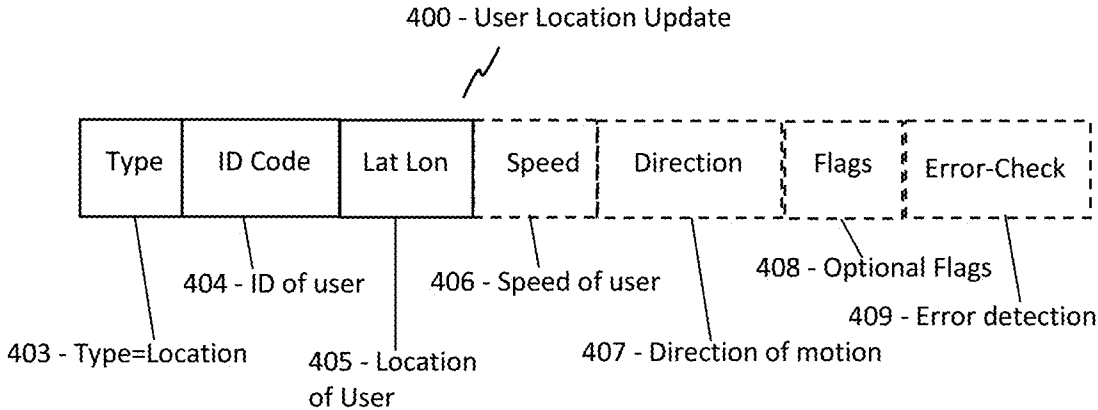 400 - User Location Update
Type ID Code Lat Lon Speed Direction Flags Error-Check
404 - ID of user
406 - Speed of user
408 - Optional Flags
409 - Error detection
403 - Type=Location
405 - Location
of User
407 - Direction of motion